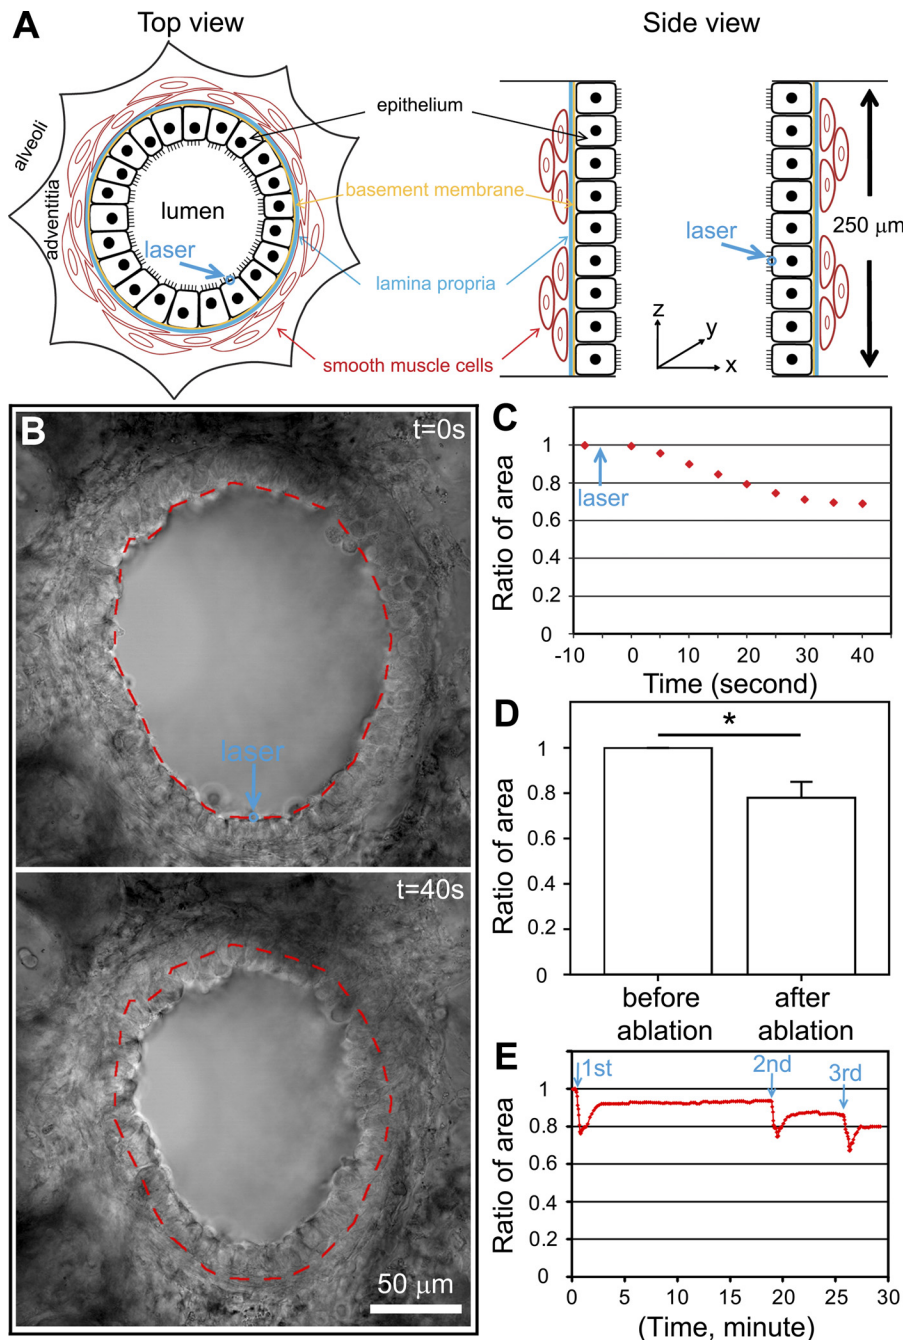 A
Top view
Side view
alveoli
adventitia
lumen
laser
epithelium
basement membrane
lamina propria
smooth muscle cells
laser
250 μm
z
y
x
B
t=0s
laser
t=40s
50 μm
C
Ratio of area
1
0.8
0.6
0.4
0.2
0
laser
-10 0 10 20 30 40
Time (second)
D
Ratio of area
1
0.8
0.6
0.4
0.2
0
*
before ablation
after ablation
E
Ratio of area
1
0.8
0.6
0.4
0.2
0
1st
2nd
3rd
0 5 10 15 20 25 30
(Time, minute)